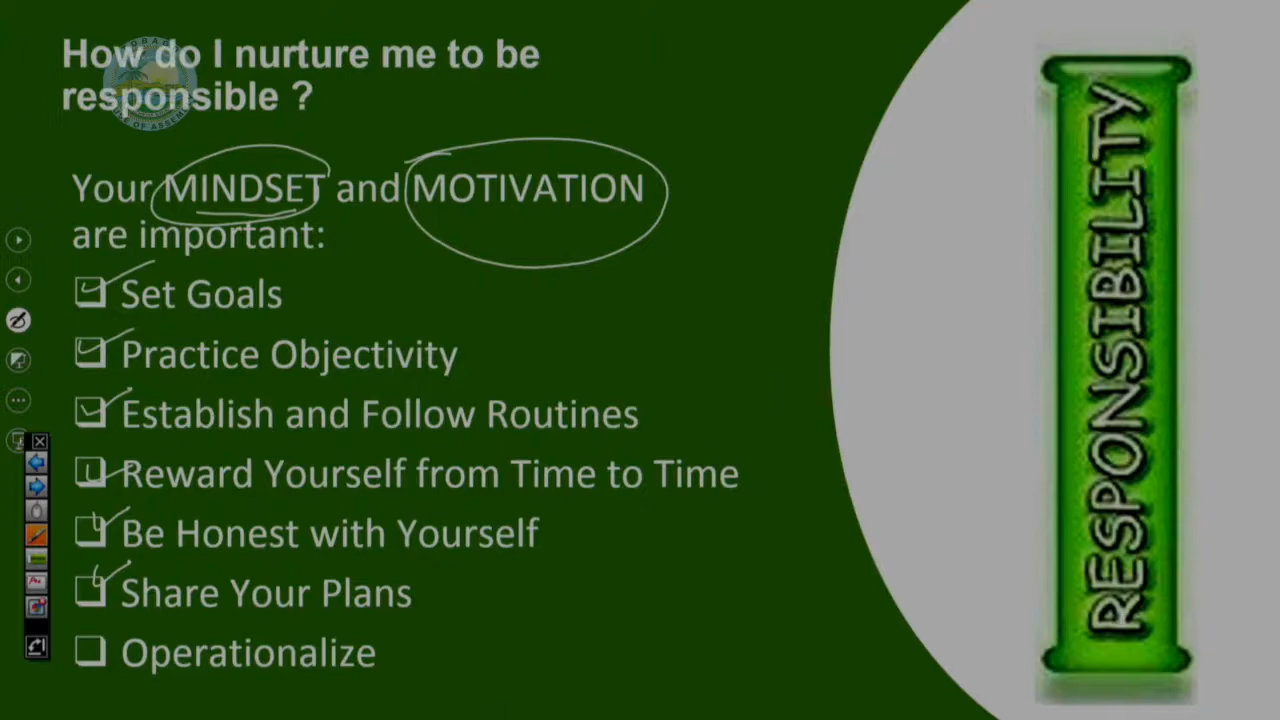 How do I nurture me to be
responsible ?
Your MINDSET and MOTIVATION
are important:
Set Goals
Practice Objectivity
Establish and Follow Routines
Reward Yourself from Time to Time
Be Honest with Yourself
Share Your Plans
Operationalize
RESPONSIBILITY